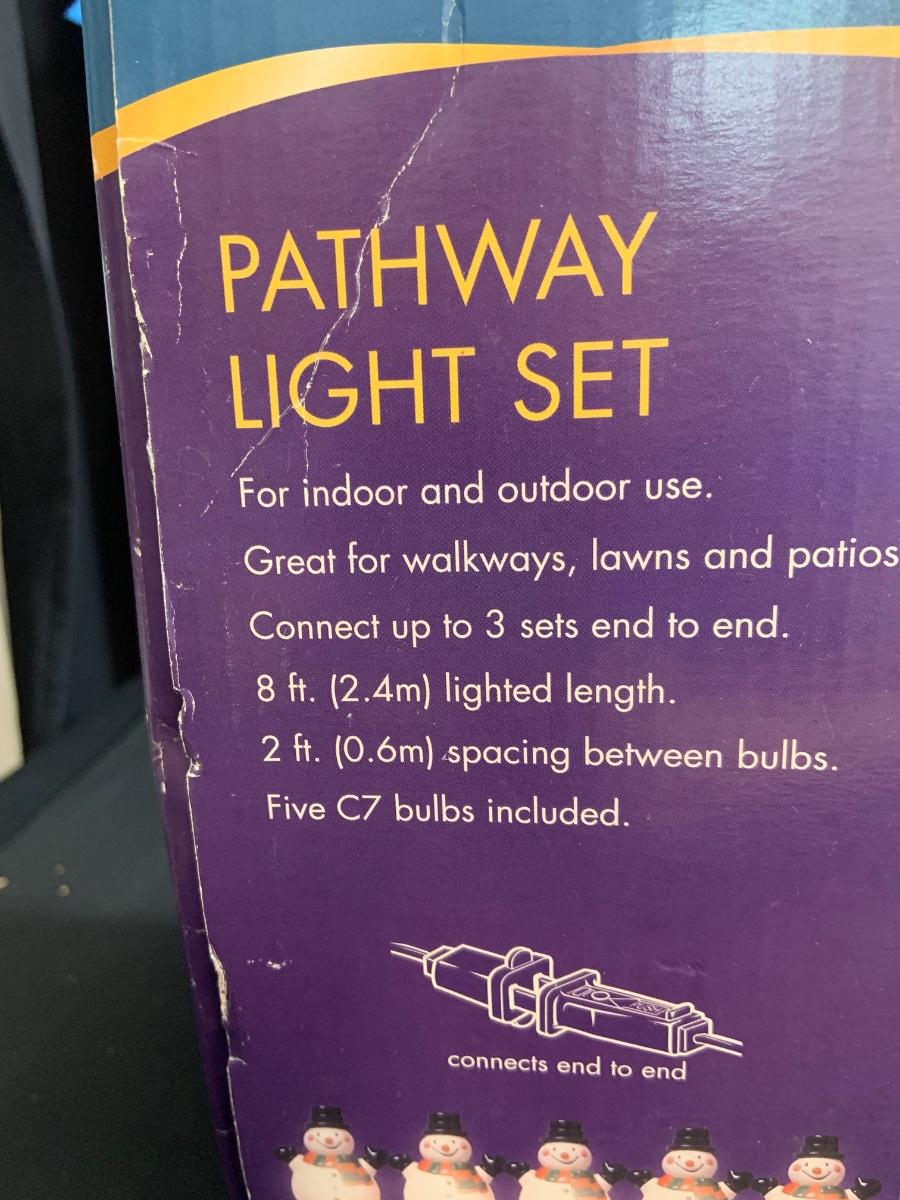 PATHWAY
LIGHT SET
For indoor and outdoor use.
Great for walkways, lawns and patios
Connect up to 3 sets end to end.
8 ft. (2.4m) lighted length.
2 ft. (0.6m) spacing between bulbs.
Five C7 bulbs included.
connects end to end